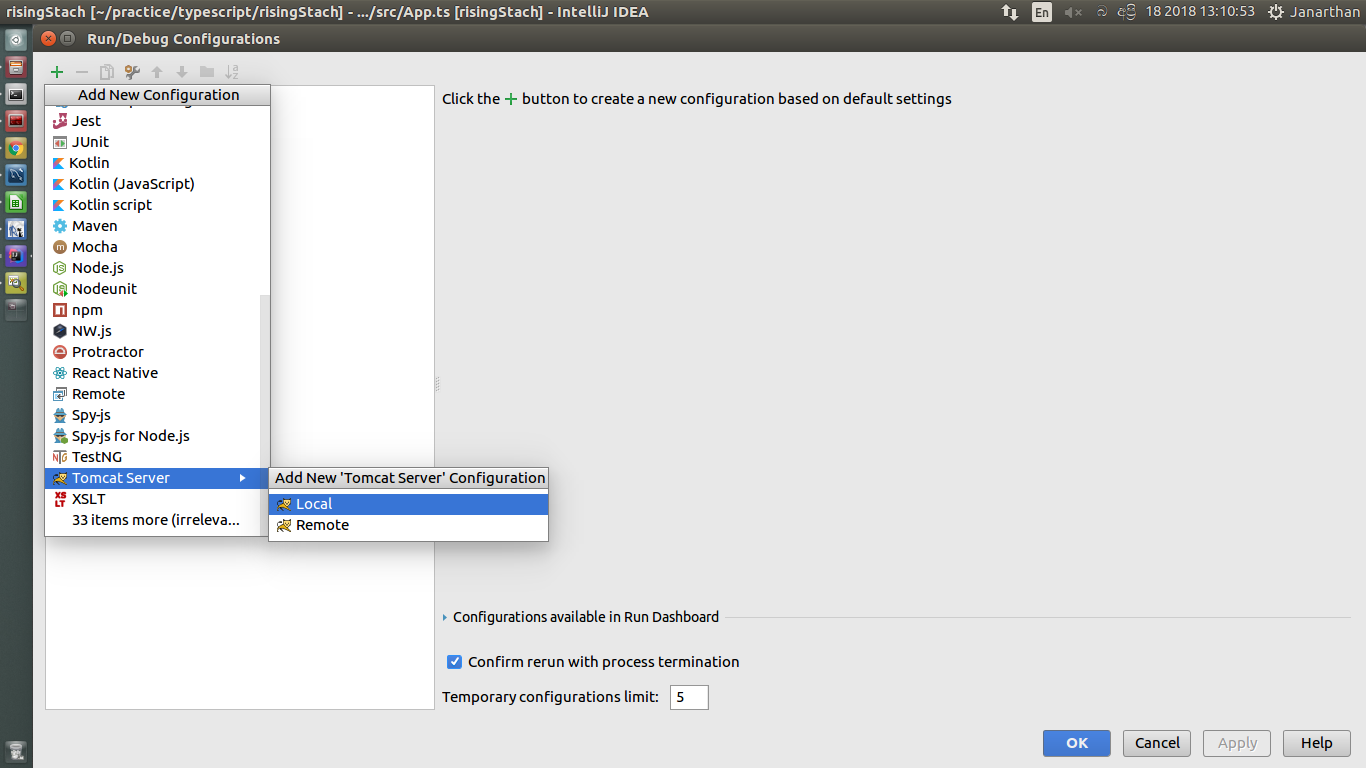 risingStach [~/practice/typescript/risingStach] - .../src/App.ts [risingStach] - IntelliJ IDEA
En
18 2018 13:10:53
Janarthan
Run/Debug Configurations
Add New Configuration
Jest
JUnit
Kotlin
Kotlin (JavaScript)
Kotlin script
Maven
Mocha
Node.js
Nodeunit
npm
NW.js
Protractor
React Native
Remote
Spy-js
Spy-js for Node.js
TestNG
Tomcat Server
XSLT
33 items more (irreleva...
Add New 'Tomcat Server' Configuration
Local
Remote
Click the + button to create a new configuration based on default settings
Configurations available in Run Dashboard
Confirm rerun with process termination
Temporary configurations limit: 5
OK
Cancel
Apply
Help